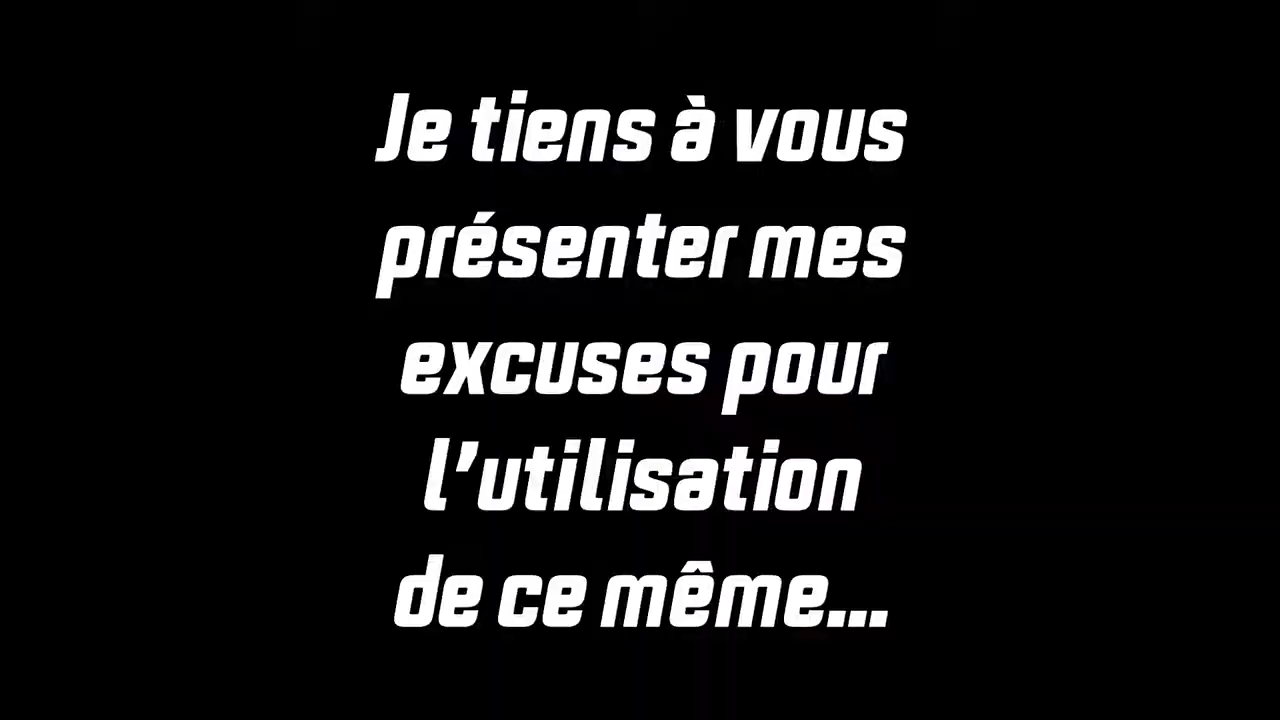 Je tiens à vous
présenter mes
excuses pour
l'utilisation
de ce même...